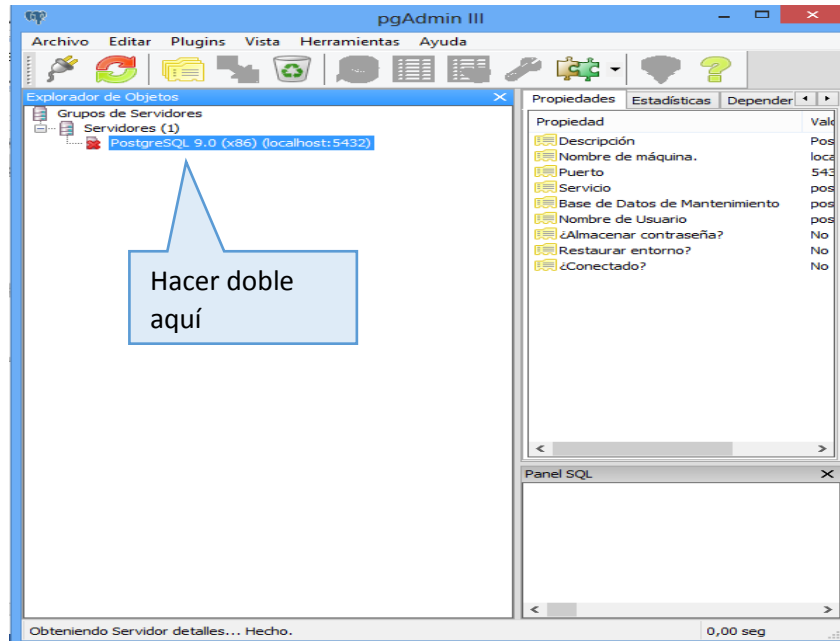 pgAdmin III
Archivo Editar Plugins Vista Herramientas Ayuda
Explorador de Objetos
Grupos de Servidores
Servidores (1)
PostgreSQL 9.0 (x86) (localhost:5432)
Hacer doble
aquí
Propiedades Estadísticas Depender
Propiedad Valo
Descripción Pos
Nombre de máquina. loca
Puerto 543
Servicio pos
Base de Datos de Mantenimiento pos
Nombre de Usuario pos
¿Almacenar contraseña? No
Restaurar entorno? No
¿Conectado? No
Panel SQL
Obteniendo Servidor detalles... Hecho. 0,00 seg